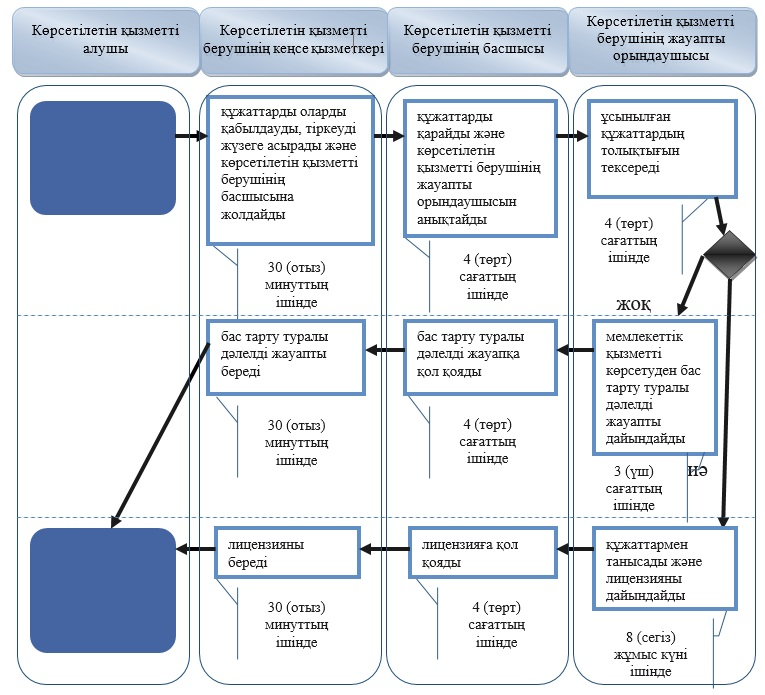 Көрсетілетін қызметті
алушы
Көрсетілетін қызметті
берушінің кеңсе қызметкері
Көрсетілетін қызметті
берушінің басшысы
Көрсетілетін қызметті
берушінің жауапты
орындаушысы
құжаттарды оларды
қабылдауды, тіркеуді
жүзеге асырады және
көрсетілетін қызметті
берушінің
басшысына
жолдайды
құжаттарды
қарайды және
көрсетілетін
қызметті берушінің
жауапты
орындаушысын
анықтайды
ұсынылған
құжаттардың
толықтығын
тексереді
30 (отыз)
минуттың
ішінде
4 (төрт)
сағаттың
ішінде
4 (төрт)
сағаттың
ішінде
жоқ
бас тарту туралы
дәлелді жауапты
береді
бас тарту туралы
дәлелді жауапқа
қол қояды
мемлекеттік
қызметті
көрсетуден бас
тарту туралы
дәлелді
жауапты
дайындайды
30 (отыз)
минуттың
ішінде
4 (төрт)
сағаттың
ішінде
3 (үш)
сағаттың
ішінде
иә
лицензияны
береді
лицензияға қол
қояды
құжаттармен
танысады және
лицензияны
дайындайды
30 (отыз)
минуттың
ішінде
4 (төрт)
сағаттың
ішінде
8 (сегіз)
жұмыс күні
ішінде